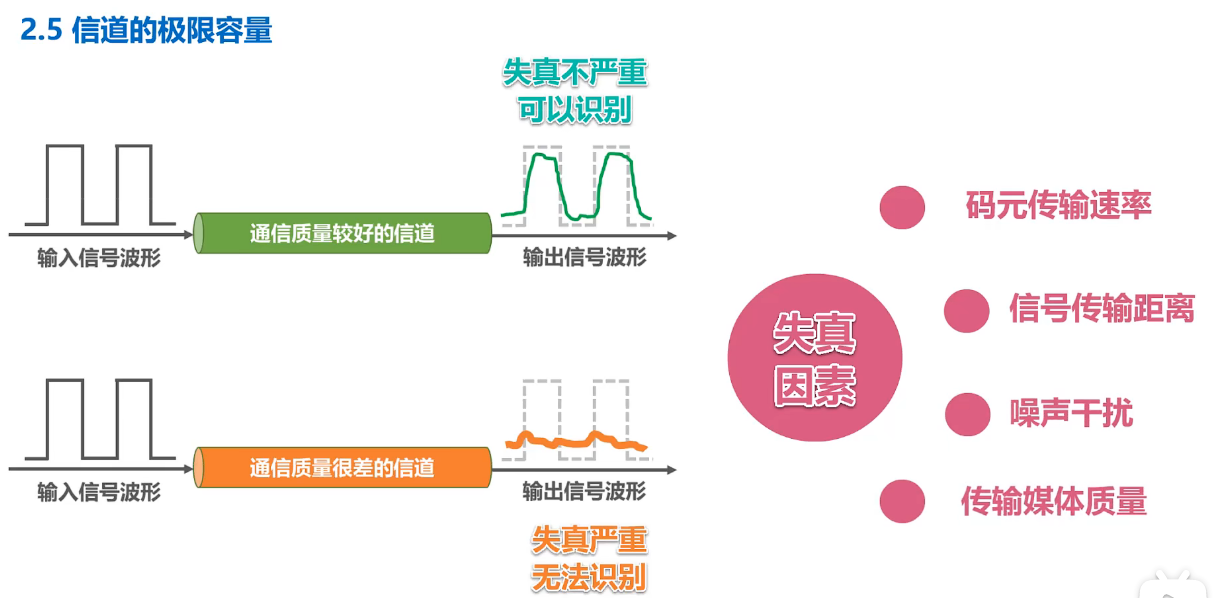 2.5 信道的极限容量
失真不严重
可以识别
通信质量较好的信道
输入信号波形
输出信号波形
通信质量很差的信道
输入信号波形
输出信号波形
失真严重
无法识别
失真
因素
码元传输速率
信号传输距离
噪声干扰
传输媒体质量